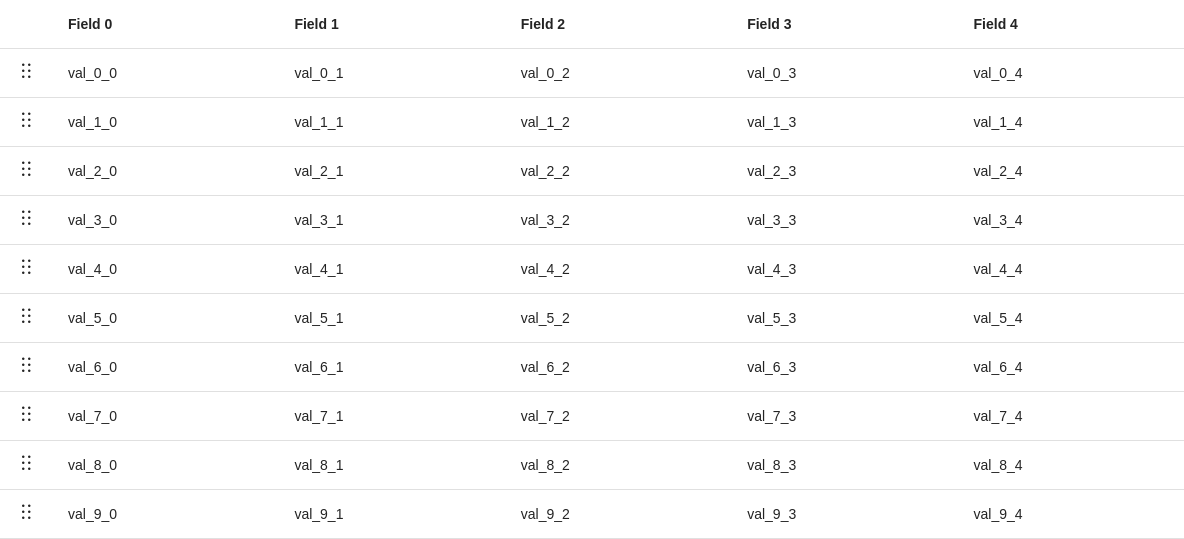 Field 0 Field 1 Field 2 Field 3 Field 4
val_0_0 val_0_1 val_0_2 val_0_3 val_0_4
val_1_0 val_1_1 val_1_2 val_1_3 val_1_4
val_2_0 val_2_1 val_2_2 val_2_3 val_2_4
val_3_0 val_3_1 val_3_2 val_3_3 val_3_4
val_4_0 val_4_1 val_4_2 val_4_3 val_4_4
val_5_0 val_5_1 val_5_2 val_5_3 val_5_4
val_6_0 val_6_1 val_6_2 val_6_3 val_6_4
val_7_0 val_7_1 val_7_2 val_7_3 val_7_4
val_8_0 val_8_1 val_8_2 val_8_3 val_8_4
val_9_0 val_9_1 val_9_2 val_9_3 val_9_4